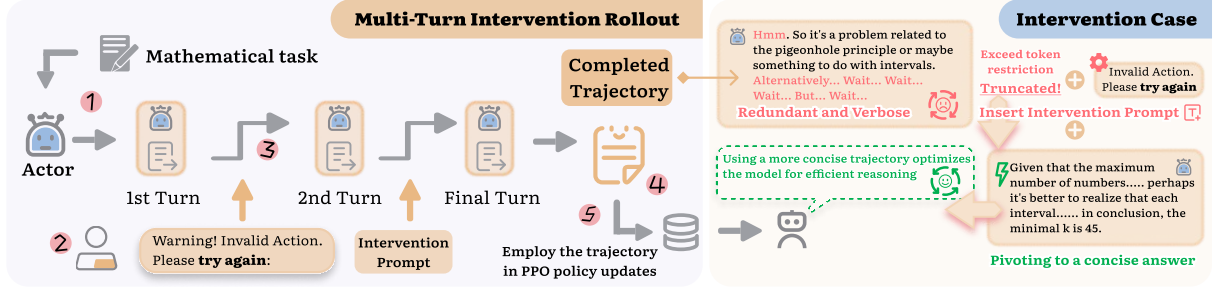 Multi-Turn Intervention Rollout
Mathematical task
1
Actor
1st Turn
3
2nd Turn
Final Turn
Completed
Trajectory
4
5
2
Warning! Invalid Action.
Please try again:
Intervention
Prompt
Employ the trajectory
in PPO policy updates
Intervention Case
Hmm. So it's a problem related to
the pigeonhole principle or maybe
something to do with intervals.
Alternatively... Wait... Wait...
Wait... But... Wait...
Redundant and Verbose
Exceed token
restriction
Truncated!
Invalid Action.
Please try again
Insert Intervention Prompt
T
Using a more concise trajectory optimizes
the model for efficient reasoning
Given that the maximum
number of numbers..... perhaps
it's better to realize that each
interval...... in conclusion, the
minimal k is 45.
Pivoting to a concise answer